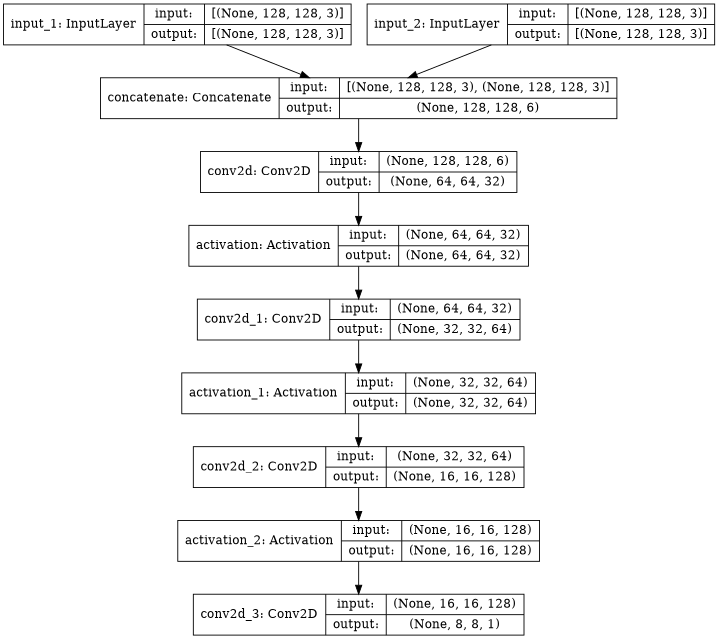 input_1: InputLayer
input:
[(None, 128, 128, 3)]
output:
[(None, 128, 128, 3)]
input_2: InputLayer
input:
[(None, 128, 128, 3)]
output:
[(None, 128, 128, 3)]
concatenate: Concatenate
input:
[(None, 128, 128, 3), (None, 128, 128, 3)]
output:
(None, 128, 128, 6)
conv2d: Conv2D
input:
(None, 128, 128, 6)
output:
(None, 64, 64, 32)
activation: Activation
input:
(None, 64, 64, 32)
output:
(None, 64, 64, 32)
conv2d_1: Conv2D
input:
(None, 64, 64, 32)
output:
(None, 32, 32, 64)
activation_1: Activation
input:
(None, 32, 32, 64)
output:
(None, 32, 32, 64)
conv2d_2: Conv2D
input:
(None, 32, 32, 64)
output:
(None, 16, 16, 128)
activation_2: Activation
input:
(None, 16, 16, 128)
output:
(None, 16, 16, 128)
conv2d_3: Conv2D
input:
(None, 16, 16, 128)
output:
(None, 8, 8, 1)